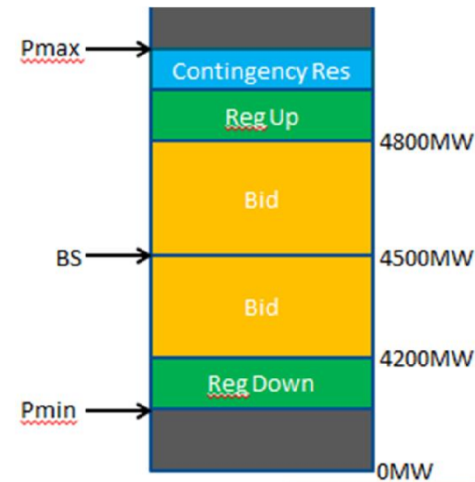 Pmax
Contingency Res
Reg Up
4800MW
Bid
BS
4500MW
Bid
4200MW
Reg Down
Pmin
0MW